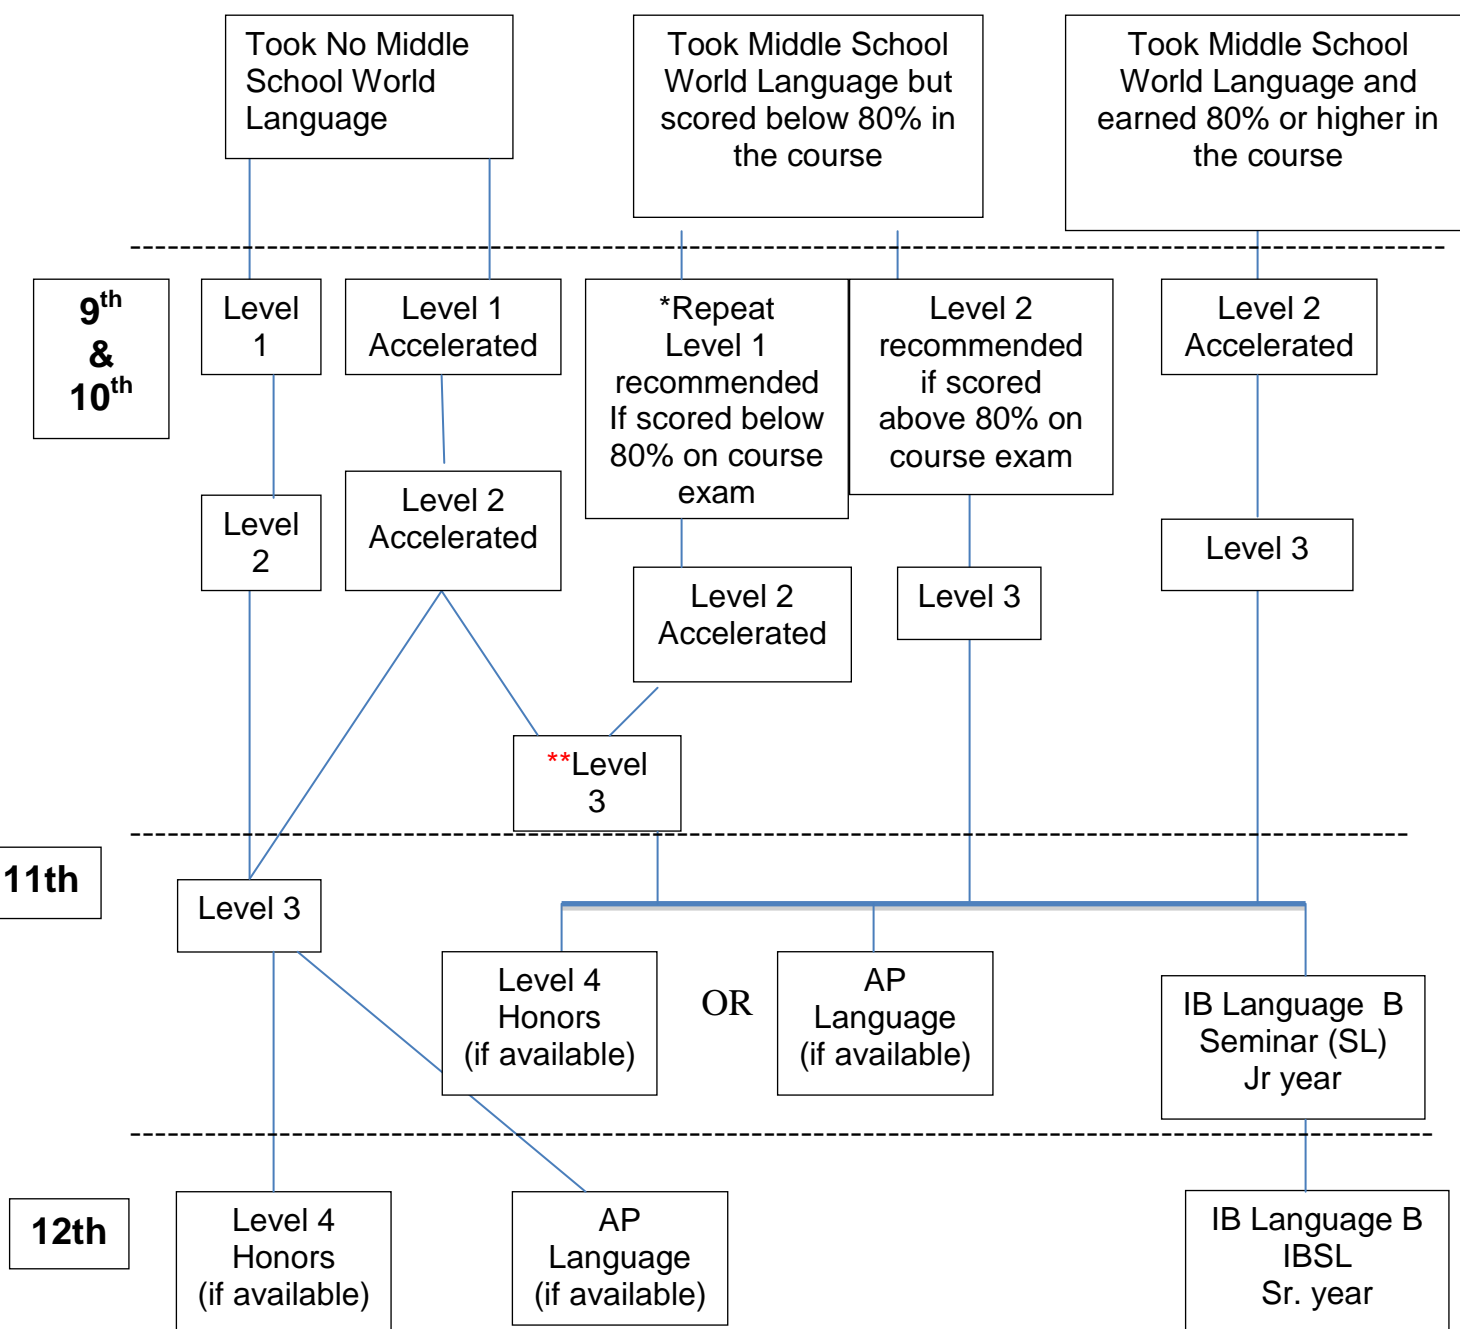 Took No Middle
School World
Language
Took Middle School
World Language but
scored below 80% in
the course
Took Middle School
World Language and
earned 80% or higher in
the course
9th
&
10th
Level
1
Level 1
Accelerated
*Repeat
Level 1
recommended
If scored below
80% on course
exam
Level 2
recommended
if scored
above 80% on
course exam
Level 2
Accelerated
Level
2
Level 2
Accelerated
Level 2
Accelerated
Level 3
Level 3
**Level
3
11th
Level 3
Level 4
Honors
(if available)
OR
AP
Language
(if available)
IB Language B
Seminar (SL)
Jr year
12th
Level 4
Honors
(if available)
AP
Language
(if available)
IB Language B
IBSL
Sr. year